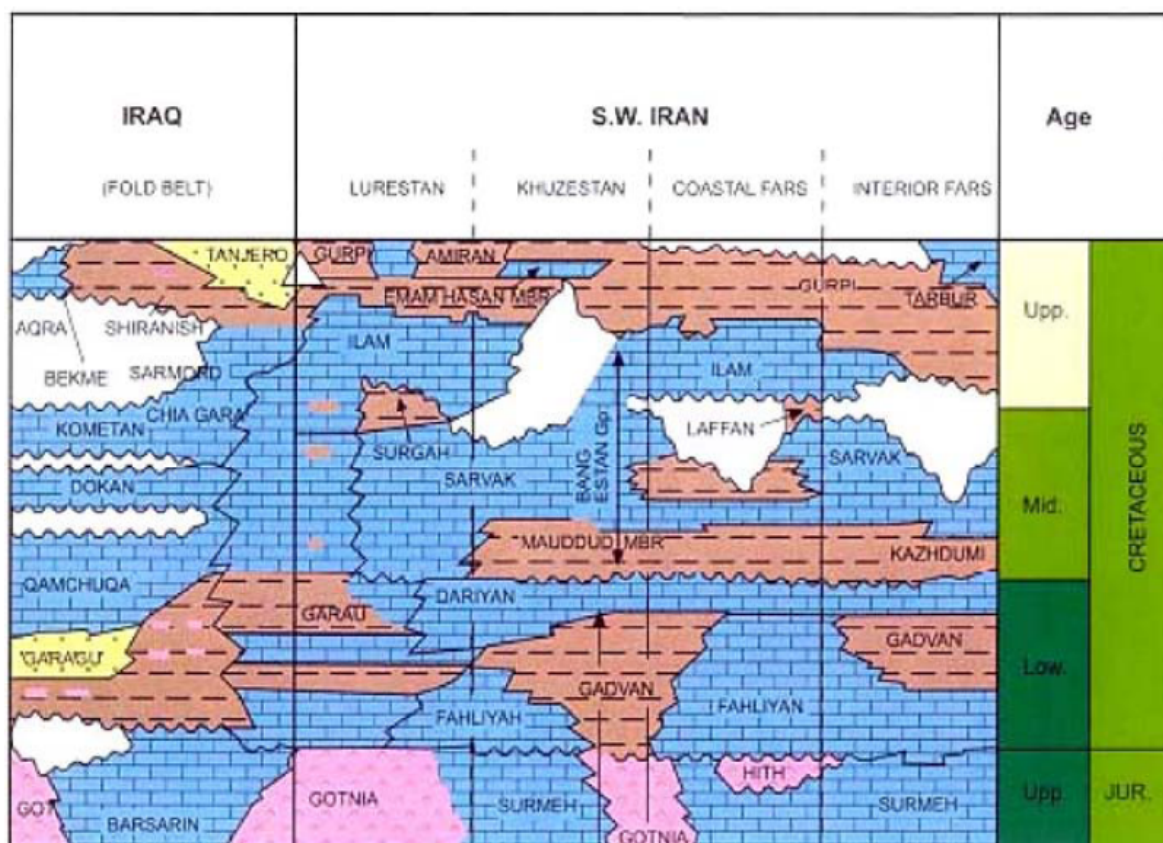 IRAQ
S.W. IRAN
Age
(FOLD BELT)
LURESTAN
KHUZESTAN
COASTAL FARS
INTERIOR FARS
TANJERO
GURPI
AMIRAN
EMAM HASAN MBR
GURPI
TARBUR
Upp.
AQRA
SHIRANISH
BEKME
SARMORD
ILAM
ILAM
CHIA GARA
KOMETAN
LAFFAN
SURGAH
SARVAK
SARVAK
BANG
ESTAN Gp
DOKAN
Mid.
CRETACEOUS
MAUDDUD MBR
KAZHDUMI
QAMCHUQA
DARIYAN
GARAU
GADVAN
GARAGU
GADVAN
Low.
FAHLIYAH
FAHLIYAN
HITH
GOT
GOTNIA
SURMEH
SURMEH
Upp.
JUR.
BARSARIN
GOTNIA